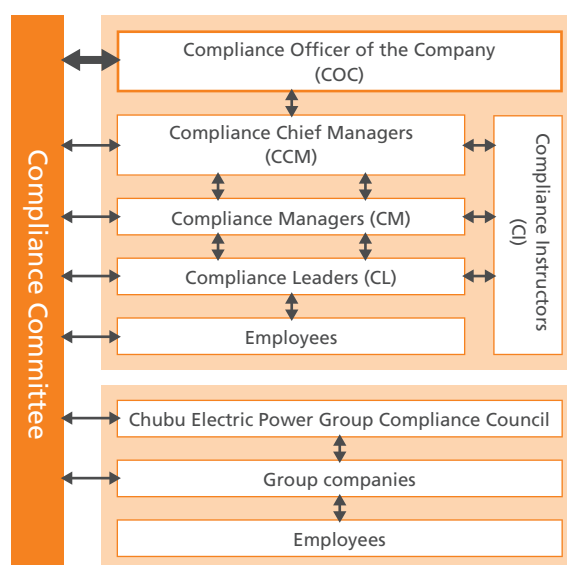 Compliance Committee
Compliance Officer of the Company
(COC)
Compliance Chief Managers
(CCM)
Compliance Managers (CM)
Compliance Leaders (CL)
Employees
Compliance Instructors
(CI)
Chubu Electric Power Group Compliance Council
Group companies
Employees